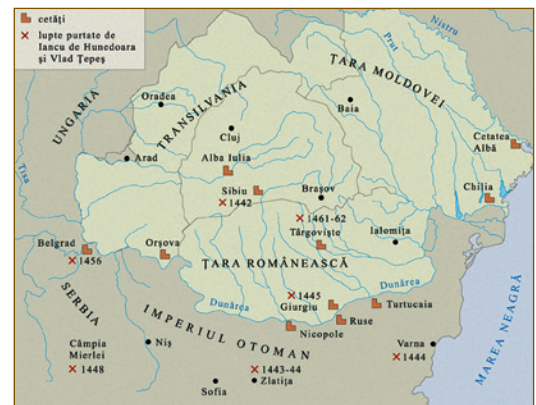 cetăți
lupte purtate de
Iancu de Hunedoara
și Vlad Țepeș
Nistru
Prut
ȚARA MOLDOVEI
UNGARIA
Oradea
TRANSILVANIA
Baia
Cluj
Cetatea
Albă
Tisa
Arad
Alba Iulia
Chilia
Sibiu
1442
Brașov
1461-62
Târgoviște
Ialomița
Belgrad
1456
Orșova
ȚARA ROMÂNEASCĂ
SERBIA
Dunărea
1445
Giurgiu
Dunărea
Turtucaia
MAREA NEAGRĂ
IMPERIUL OTOMAN
Ruse
Nicopole
Câmpia
Mierlei
1448
Niș
Varna
1444
1443-44
Zlatița
Sofia